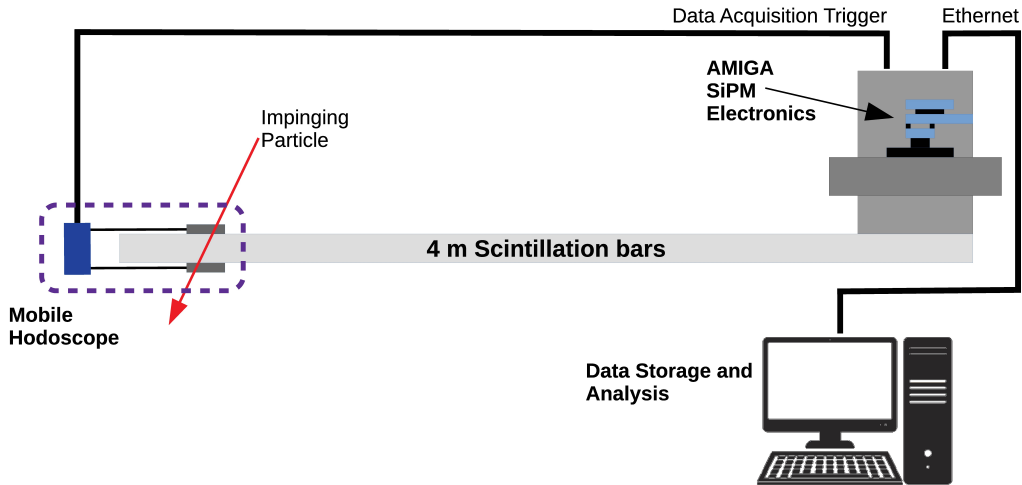 Data Acquisition Trigger
Ethernet
AMIGA
SiPM
Electronics
Impinging
Particle
4 m Scintillation bars
Mobile
Hodoscope
Data Storage and
Analysis